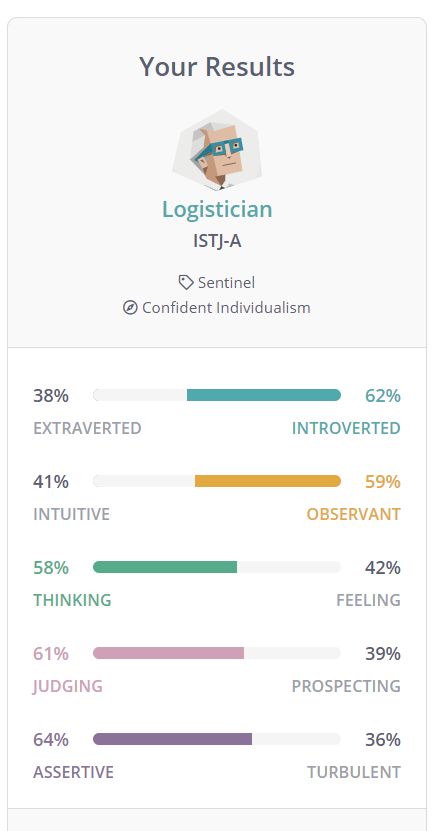 Your Results
Logistician
ISTJ-A
Sentinel
Confident Individualism
38% 62%
EXTRAVERTED INTROVERTED
41% 59%
INTUITIVE OBSERVANT
58% 42%
THINKING FEELING
61% 39%
JUDGING PROSPECTING
64% 36%
ASSERTIVE TURBULENT